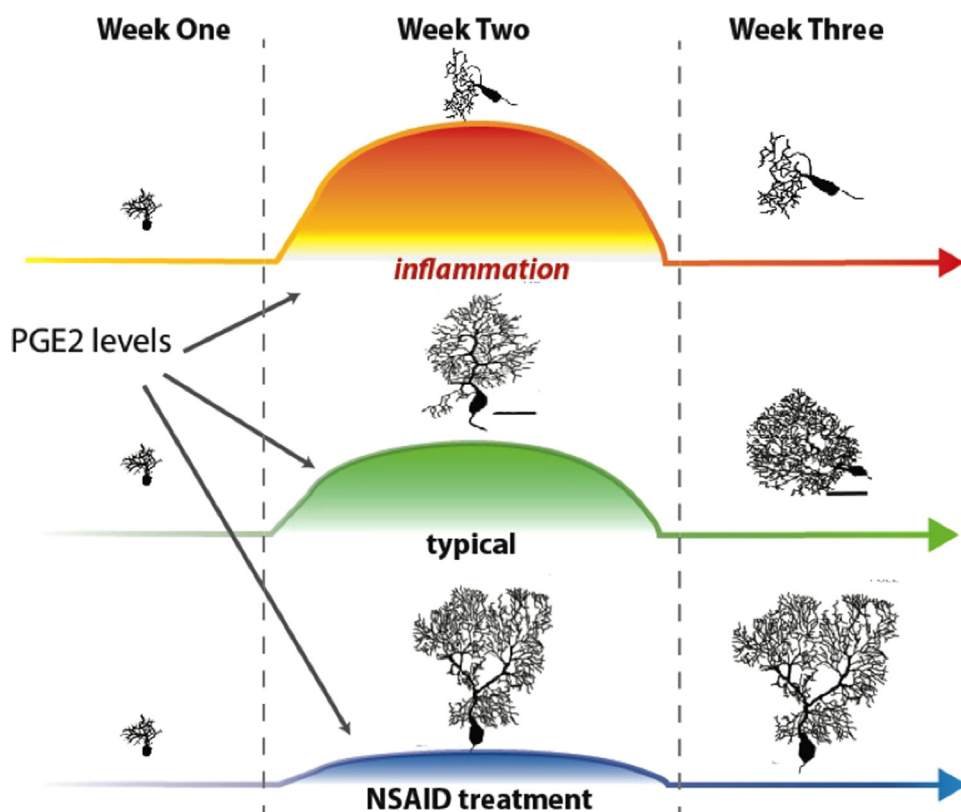 Week One
Week Two
Week Three
inflammation
PGE2 levels
typical
NSAID treatment